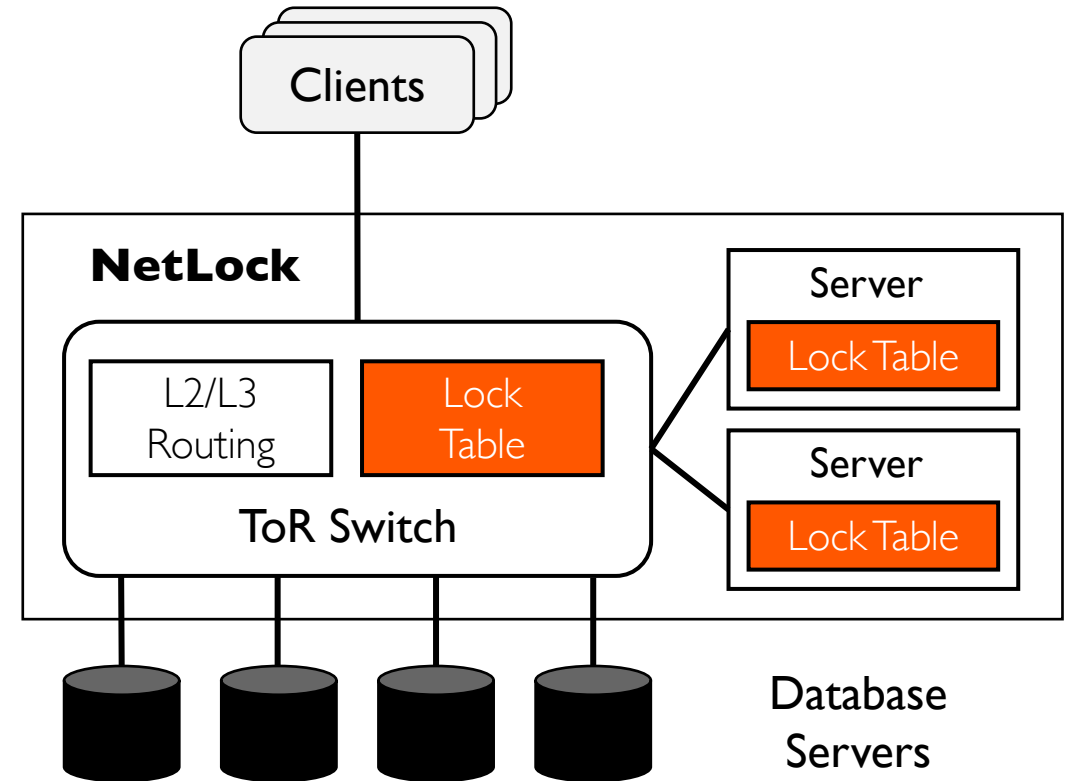 Clients
NetLock
Server
Lock Table
L2/L3
Routing
Lock
Table
ToR Switch
Server
Lock Table
Database
Servers